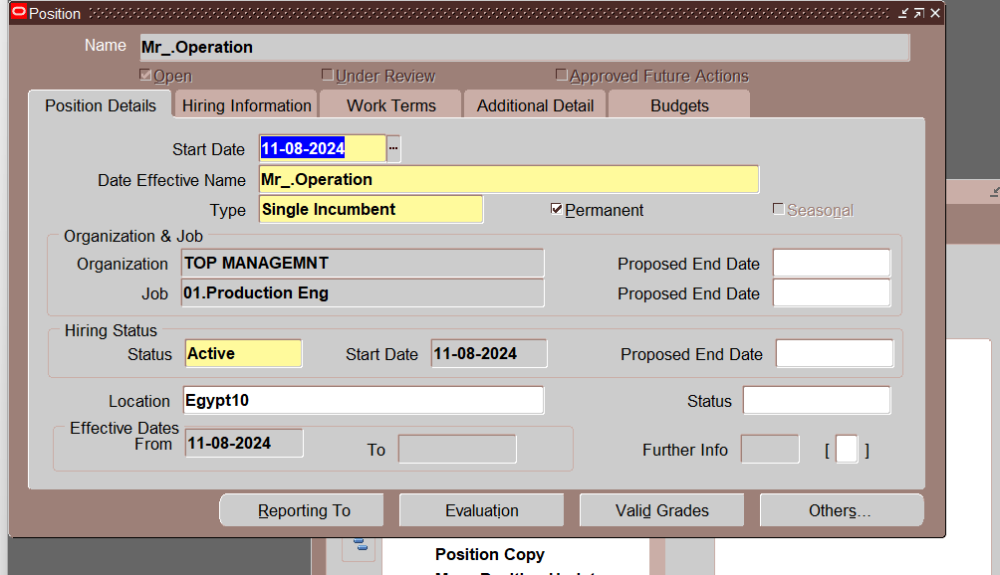 Position
Name Mr_.Operation
Open Under Review Approved Future Actions
Position Details Hiring Information Work Terms Additional Detail Budgets
Start Date 11-08-2024 ...
Date Effective Name Mr_.Operation
Type Single Incumbent Permanent Seasonal
Organization & Job
Organization TOP MANAGEMNT Proposed End Date
Job 01.Production Eng Proposed End Date
Hiring Status
Status Active Start Date 11-08-2024 Proposed End Date
Location Egypt10 Status
Effective Dates
From 11-08-2024 To Further Info [ ]
Reporting To Evaluation Valid Grades Others...
Position Copy